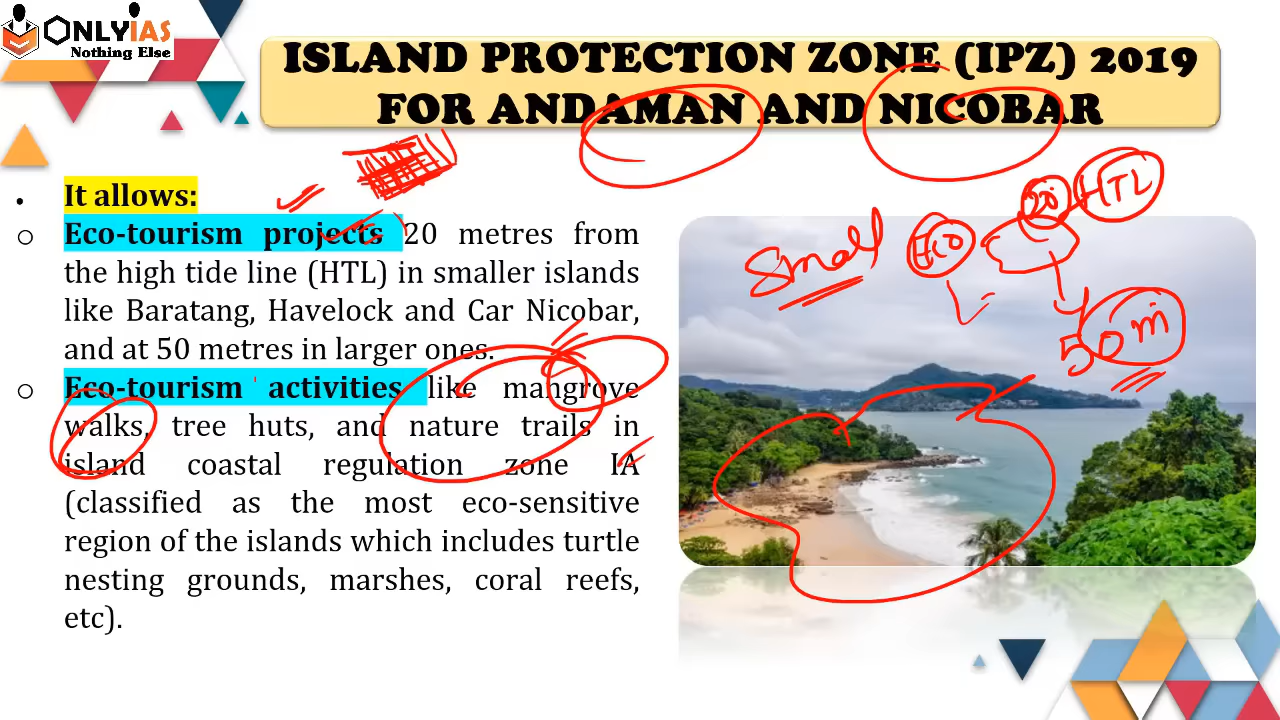 ONLYIAS
Nothing Else
ISLAND PROTECTION ZONE (IPZ) 2019
FOR ANDAMAN AND NICOBAR
• It allows:
o Eco-tourism projects 20 metres from
the high tide line (HTL) in smaller islands
like Baratang, Havelock and Car Nicobar,
and at 50 metres in larger ones.
o Eco-tourism activities like mangrove
walks, tree huts, and nature trails in
island coastal regulation zone IA
(classified as the most eco-sensitive
region of the islands which includes turtle
nesting grounds, marshes, coral reefs,
etc).
20 HTL
Small
50 m